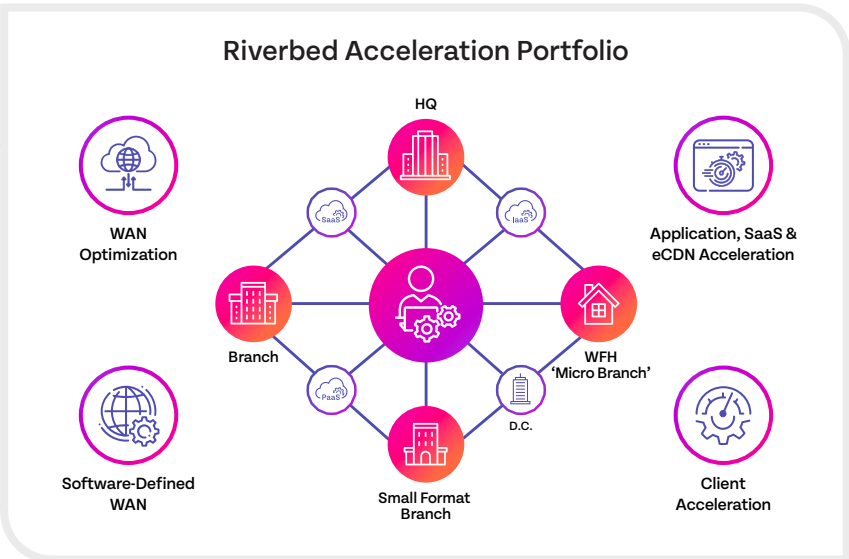 Riverbed Acceleration Portfolio
HQ
SaaS
IaaS
WAN
Optimization
Application, SaaS &
eCDN Acceleration
Branch
WFH
‘Micro Branch’
PaaS
D.C.
Software-Defined
WAN
Small Format
Branch
Client
Acceleration